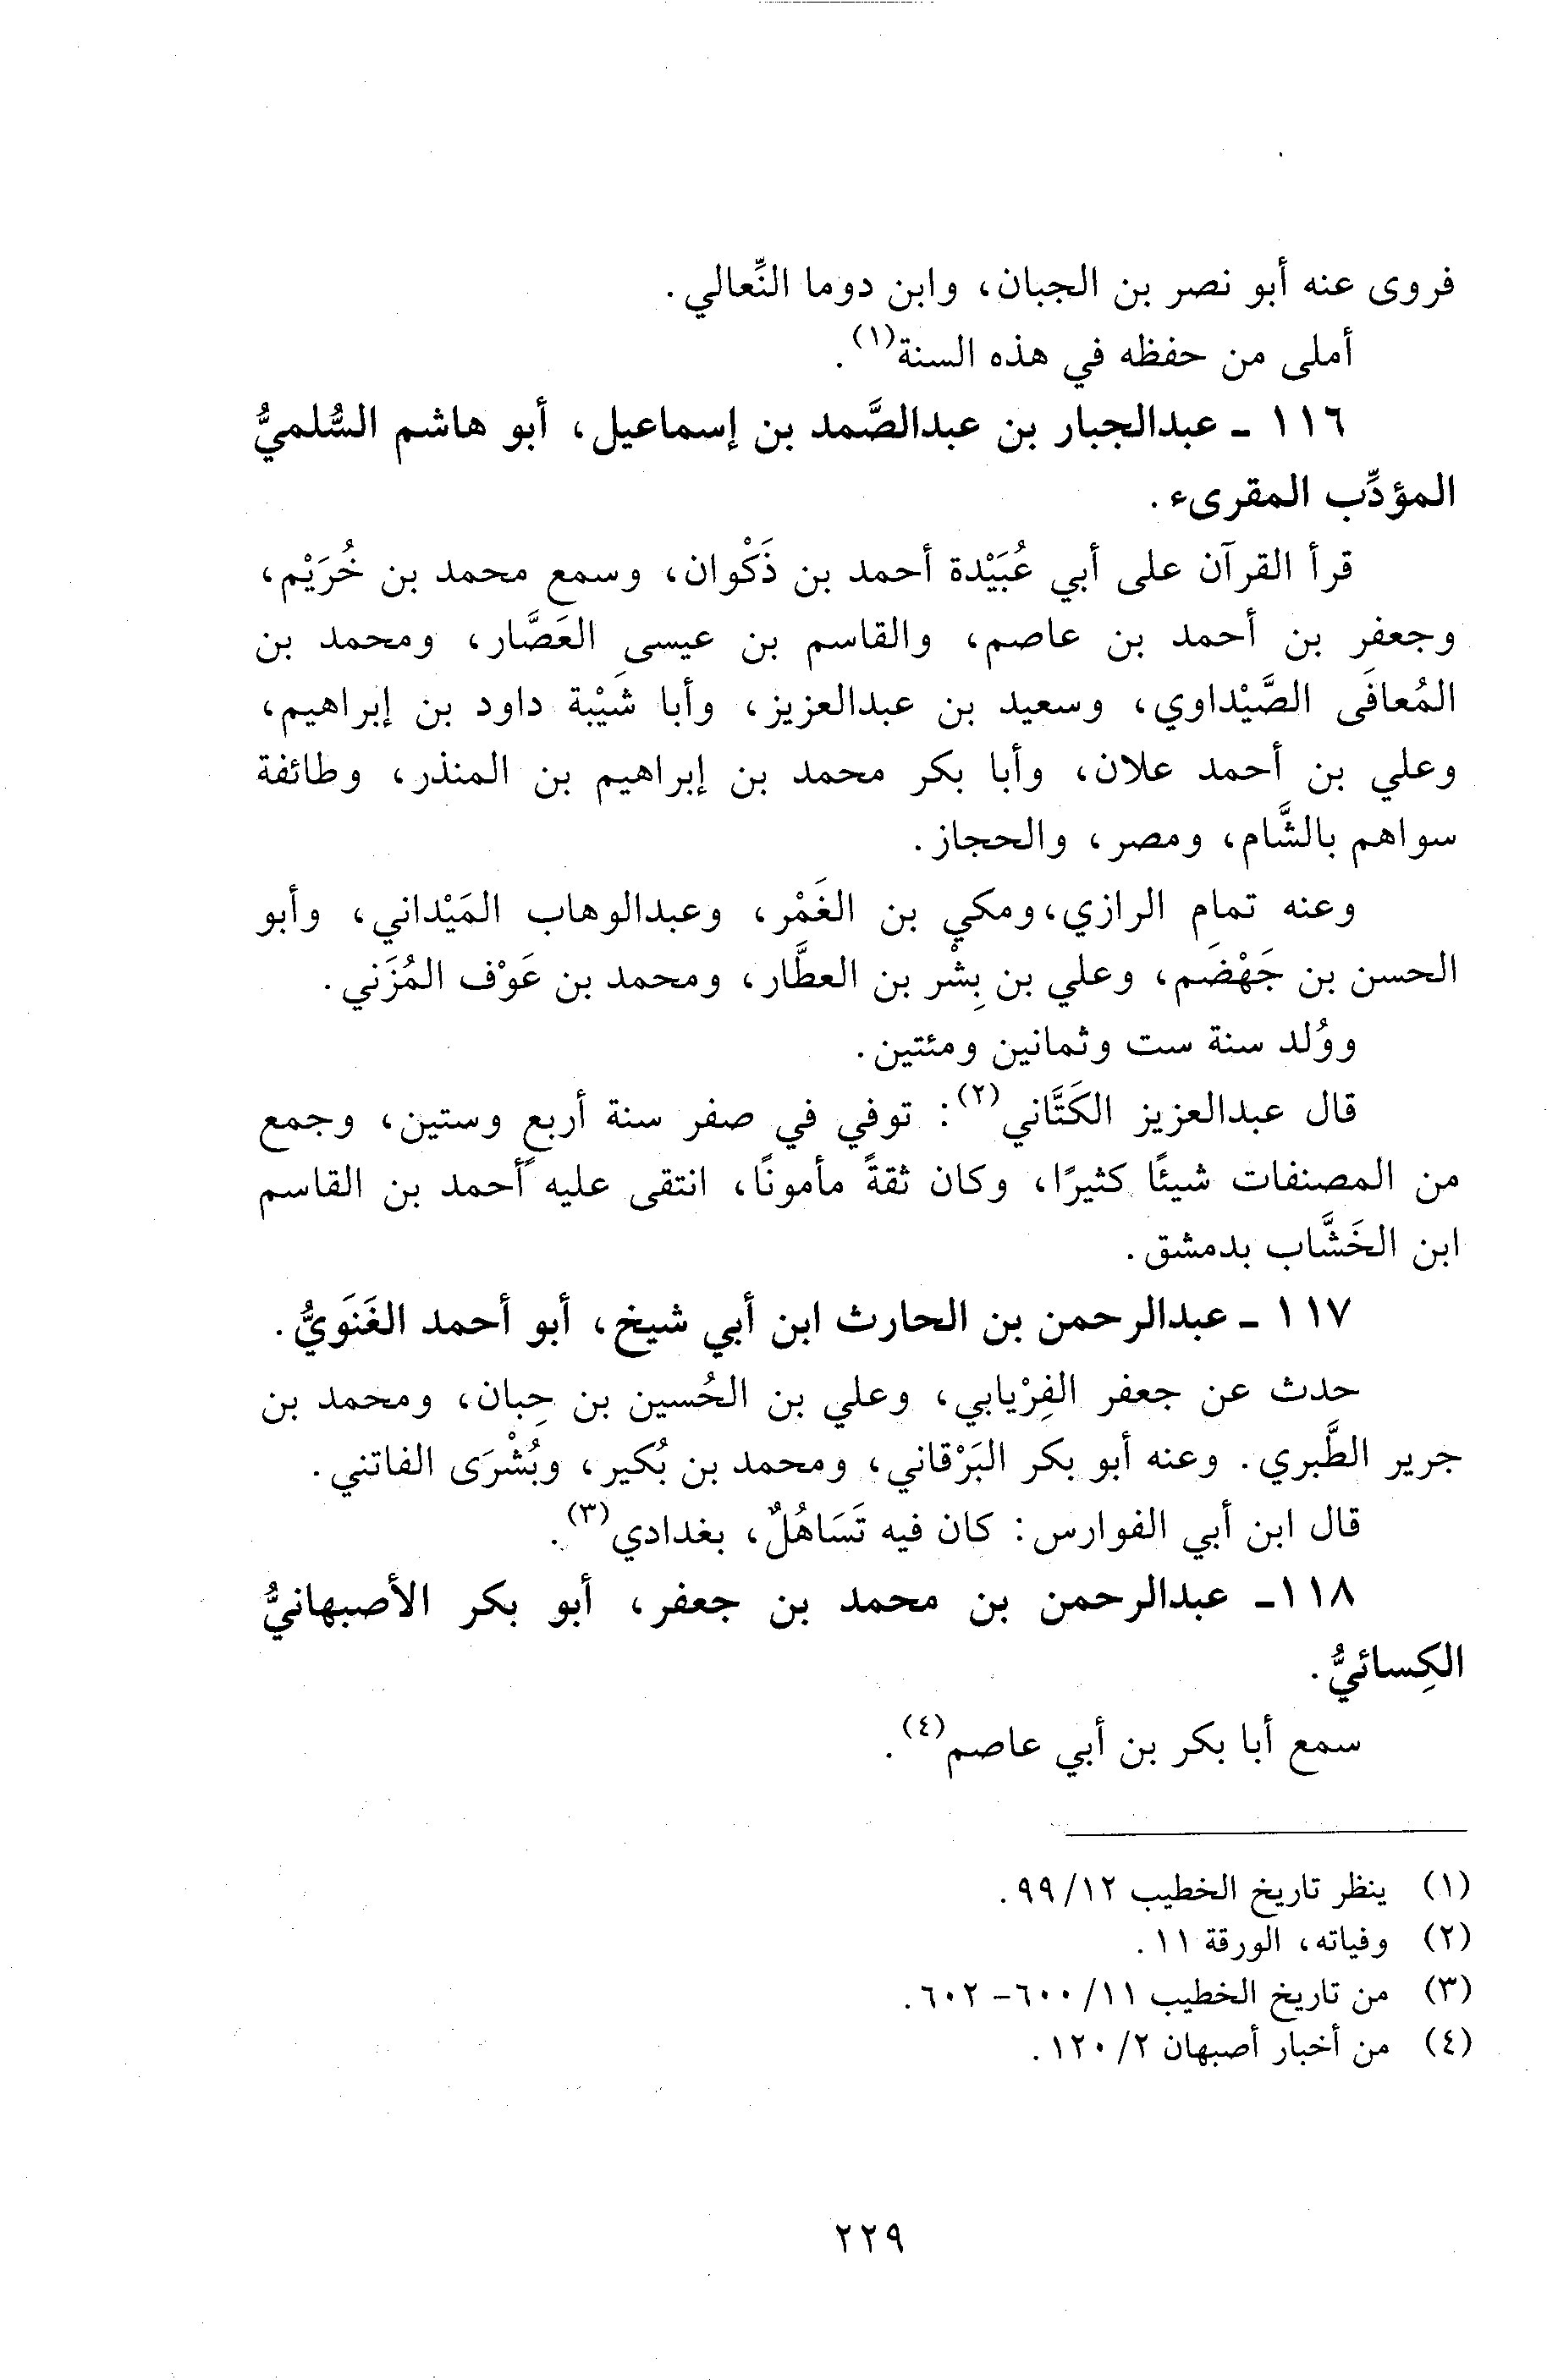 فروى عنه أبو نصر بن الجبان، وابن دوما النِّعالي.
أملى من حفظه في هذه السنة(١).
١١٦ ـ عبدالجبار بن عبدالصَّمد بن إسماعيل، أبو هاشم السُّلميُّ
المؤدِّب المقرىء.
قرأ القرآن على أبي عُبَيْدة أحمد بن ذَكْوان، وسمع محمد بن خُرَيْم،
وجعفر بن أحمد بن عاصم، والقاسم بن عيسى العَصَّار، ومحمد بن
المُعافَى الصَّيْداوي، وسعيد بن عبدالعزيز، وأبا شَيْبة داود بن إبراهيم،
وعلي بن أحمد علان، وأبا بكر محمد بن إبراهيم بن المنذر، وطائفة
سواهم بالشَّام، ومصر، والحجاز.
وعنه تمام الرازي،ومكي بن الغَمْر، وعبدالوهاب المَيْداني، وأبو
الحسن بن جَهْضَم، وعلي بن بِشْر بن العطَّار، ومحمد بن عَوْف المُزَني.
ووُلد سنة ست وثمانين ومئتين.
قال عبدالعزيز الكَتَّاني(٢): توفي في صفر سنة أربع وستين، وجمع
من المصنفات شيئًا كثيرًا، وكان ثقةً مأمونًا، انتقى عليه أحمد بن القاسم
ابن الخَشَّاب بدمشق.
١١٧ ـ عبدالرحمن بن الحارث ابن أبي شيخ، أبو أحمد الغَنَويُّ.
حدث عن جعفر الفِرْيابي، وعلي بن الحُسين بن حِبان، ومحمد بن
جرير الطَّبري. وعنه أبو بكر البَرْقاني، ومحمد بن بُكير، وبُشْرَى الفاتني.
قال ابن أبي الفوارس: كان فيه تَسَاهُلٌ، بغدادي(٣).
١١٨ـ عبدالرحمن بن محمد بن جعفر، أبو بكر الأصبهانيُّ
الكِسائيُّ.
سمع أبا بكر بن أبي عاصم(٤).
(١) ينظر تاريخ الخطيب ١٢/ ٩٩.
(٢) وفياته، الورقة ١١.
(٣) من تاريخ الخطيب ١١/ ٦٠٠- ٦٠٢.
(٤) من أخبار أصبهان ٢/ ١٢٠.
٢٢٩